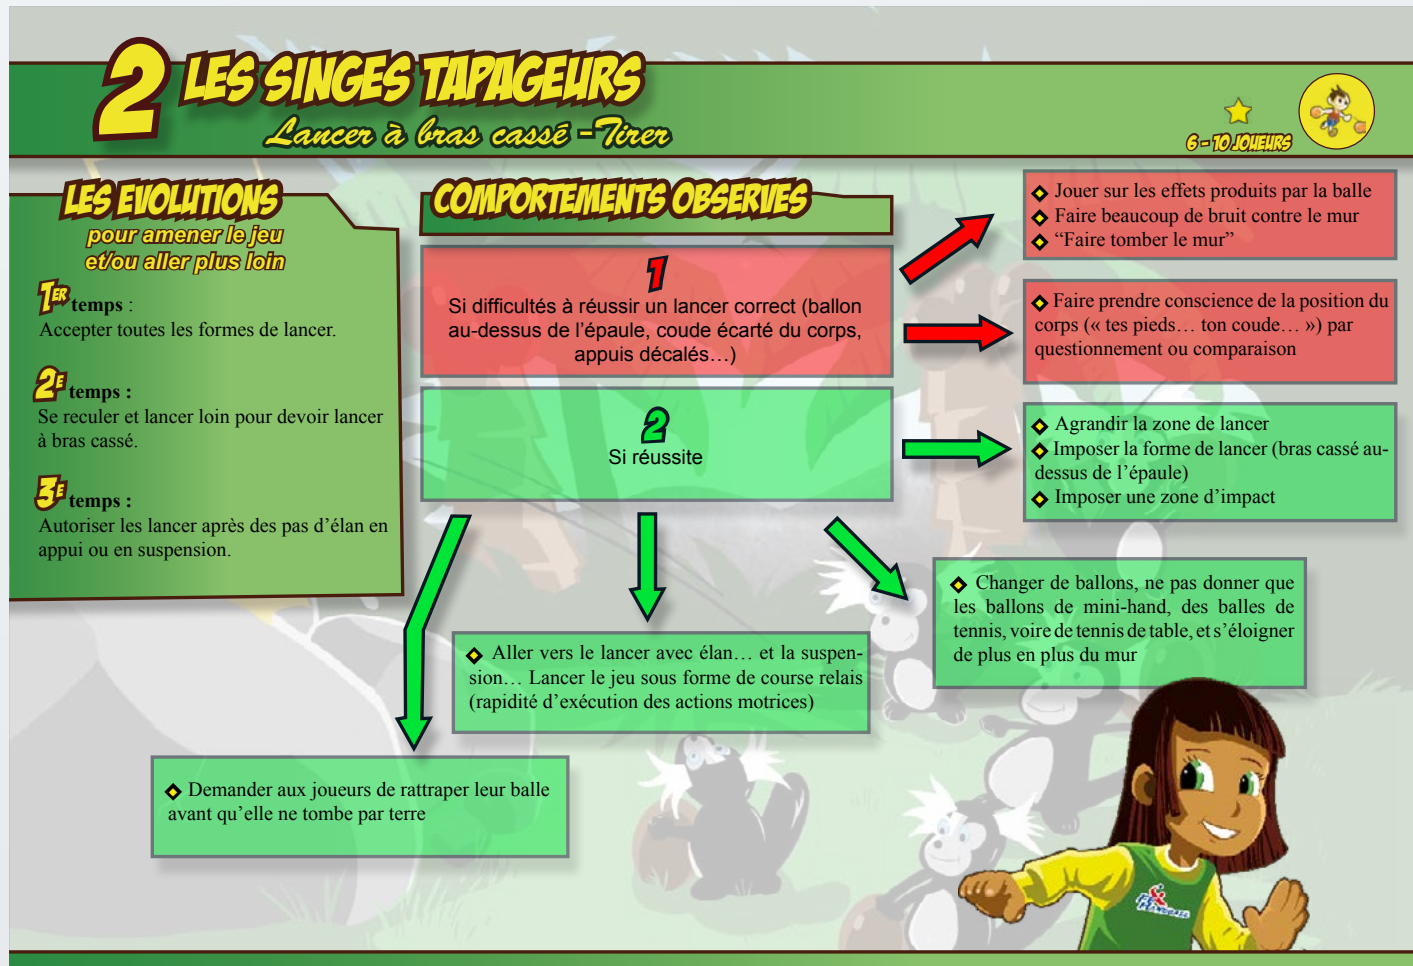 2 LES SINGES TAPAGEURS
Lancer à bras cassé - Tirer
6 - 10 JOUEURS
LES EVOLUTIONS
pour amener le jeu
et/ou aller plus loin
1ER temps :
Accepter toutes les formes de lancer.
2E temps :
Se reculer et lancer loin pour devoir lancer
à bras cassé.
3E temps :
Autoriser les lancer après des pas d’élan en
appui ou en suspension.
COMPORTEMENTS OBSERVES
1
Si difficultés à réussir un lancer correct (ballon
au-dessus de l’épaule, coude écarté du corps,
appuis décalés…)
2
Si réussite
Jouer sur les effets produits par la balle
Faire beaucoup de bruit contre le mur
“Faire tomber le mur”
Faire prendre conscience de la position du
corps (« tes pieds… ton coude… ») par
questionnement ou comparaison
Agrandir la zone de lancer
Imposer la forme de lancer (bras cassé au-
dessus de l’épaule)
Imposer une zone d’impact
Changer de ballons, ne pas donner que
les ballons de mini-hand, des balles de
tennis, voire de tennis de table, et s’éloigner
de plus en plus du mur
Aller vers le lancer avec élan… et la suspen-
sion… Lancer le jeu sous forme de course relais
(rapidité d’exécution des actions motrices)
Demander aux joueurs de rattraper leur balle
avant qu’elle ne tombe par terre
HANDBALL